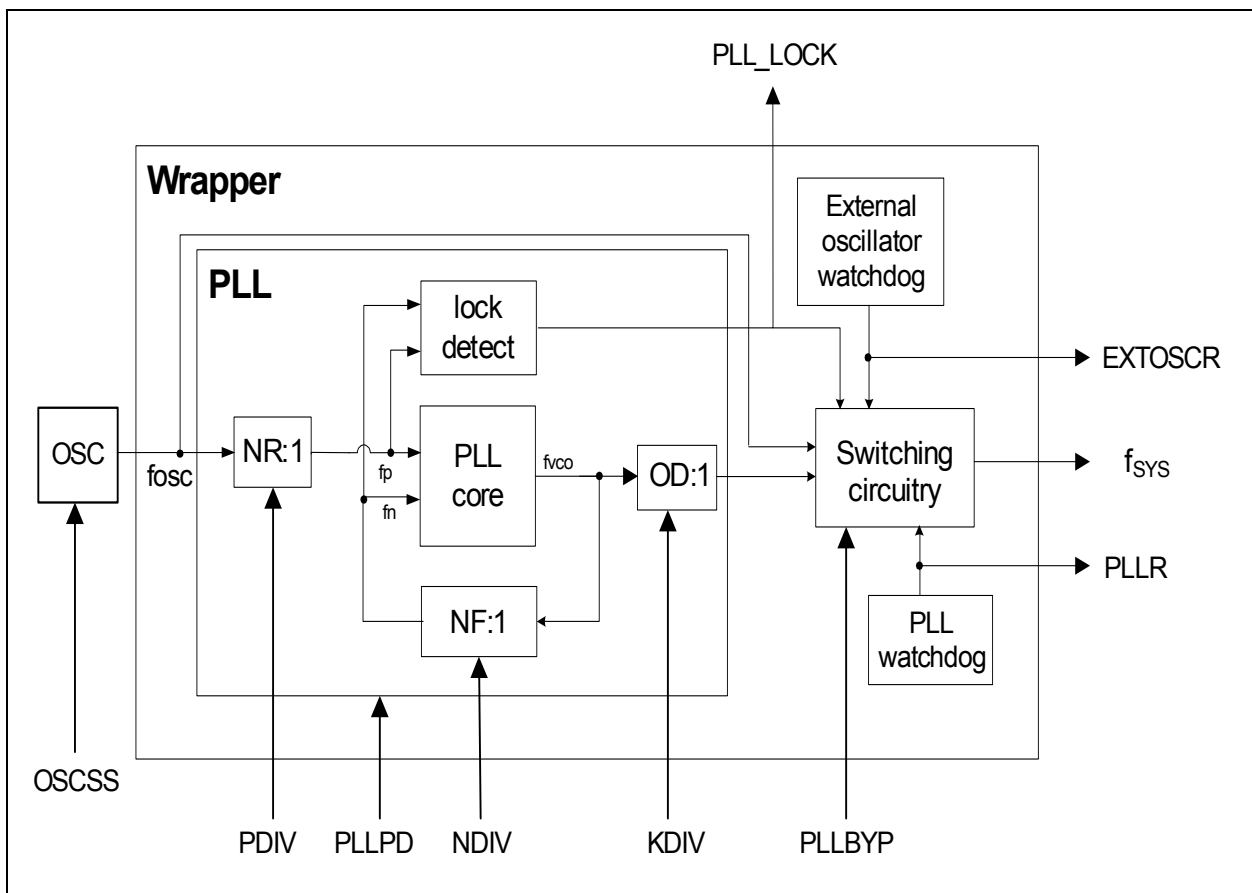 PLL_LOCK
Wrapper
External
oscillator
watchdog
PLL
lock
detect
EXTOSCR
OSC
fosc
NR:1
fp
fn
PLL
core
fvco
OD:1
Switching
circuitry
fSYS
NF:1
PLLR
PLL
watchdog
OSCSS
PDIV
PLLPD
NDIV
KDIV
PLLBYP